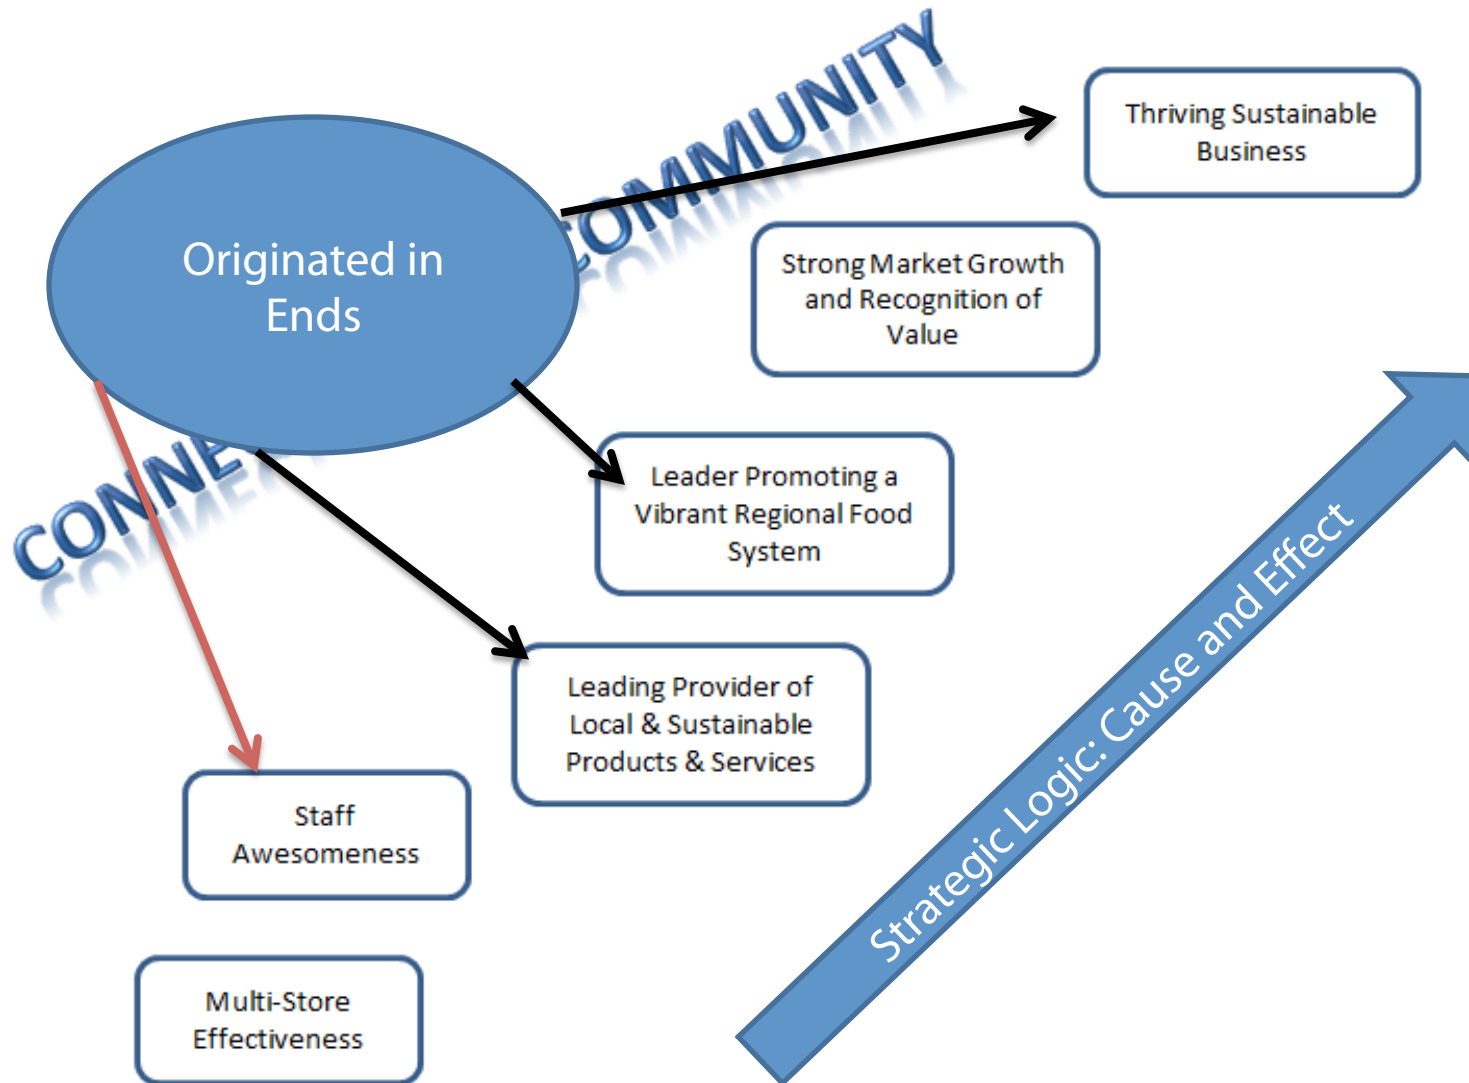 COMMUNITY
Thriving Sustainable
Business
Originated in
Ends
Strong Market Growth
and Recognition of
Value
Leader Promoting a
Vibrant Regional Food
System
Leading Provider of
Local & Sustainable
Products & Services
Staff
Awesomeness
Multi-Store
Effectiveness
Strategic Logic: Cause and Effect